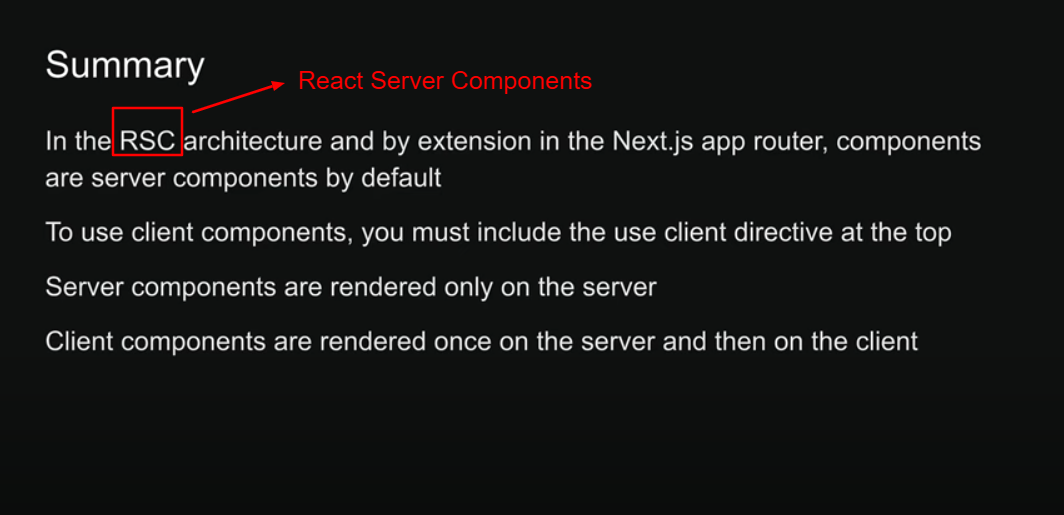 Summary
React Server Components
In the RSC architecture and by extension in the Next.js app router, components
are server components by default
To use client components, you must include the use client directive at the top
Server components are rendered only on the server
Client components are rendered once on the server and then on the client